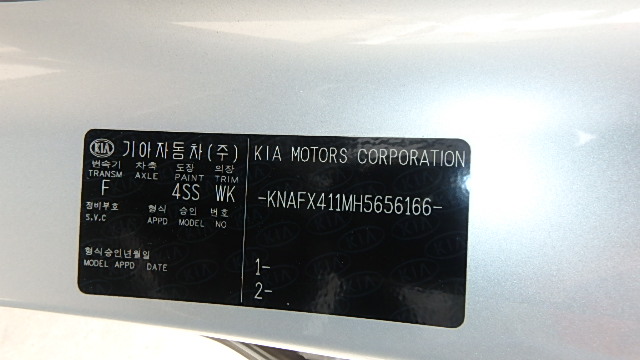 KIA 기아자동차(주)
변속기 차축 도장 의장
TRANSM AXLE PAINT TRIM
F 4SS WK
정비부호 형식 승인 번호
S.V.C APPD MODEL NO
형식승인년월일
MODEL APPD DATE
KIA MOTORS CORPORATION
-KNAFX411MH5656166-
1-
2-